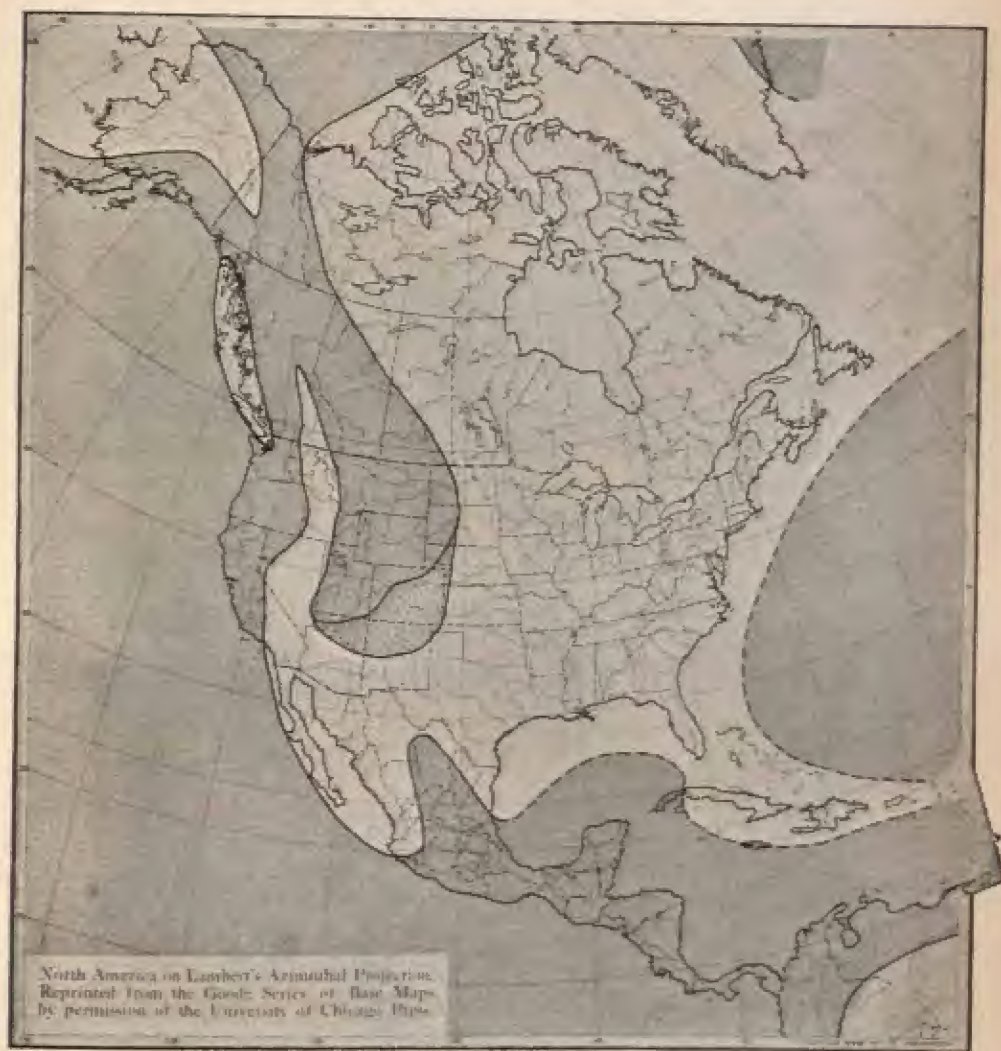 North America on Lambert's Azimuthal Projection.
Reprinted from the Goode Series of Base Maps
by permission of the University of Chicago Press.